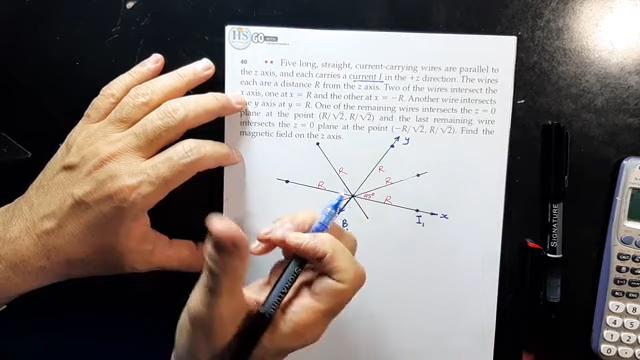 HS GO
40 •• Five long, straight, current-carrying wires are parallel to
the z axis, and each carries a current I in the +z direction. The wires
each are a distance R from the z axis. Two of the wires intersect the
x axis, one at x = R and the other at x = −R. Another wire intersects
the y axis at y = R. One of the remaining wires intersects the z = 0
plane at the point (R/√2, R/√2) and the last remaining wire
intersects the z = 0 plane at the point (−R/√2, R/√2). Find the
magnetic field on the z axis.
y
R R
R
R 45° R
x
B I₁
SIGNATURE
SIGNATURE